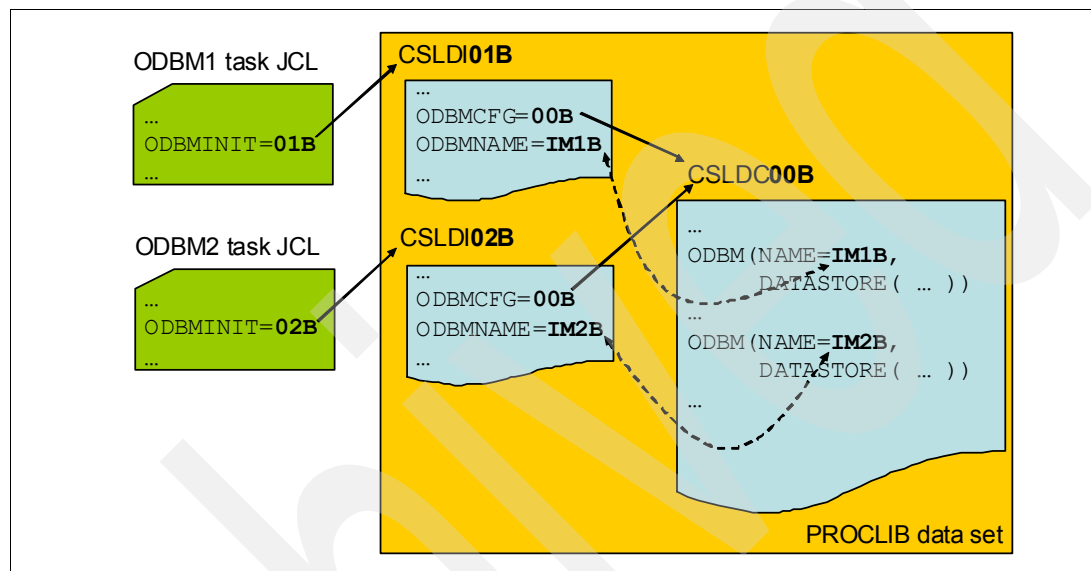 ODBM1 task JCL
...
ODBMINIT=01B
...
ODBM2 task JCL
...
ODBMINIT=02B
...
CSLDI01B
...
ODBMCFG=00B
ODBMNAME=IM1B
...
CSLDI02B
...
ODBMCFG=00B
ODBMNAME=IM2B
...
CSLDC00B
...
ODBM(NAME=IM1B,
DATASTORE( ... ))
...
ODBM(NAME=IM2B,
DATASTORE( ... ))
...
PROCLIB data set